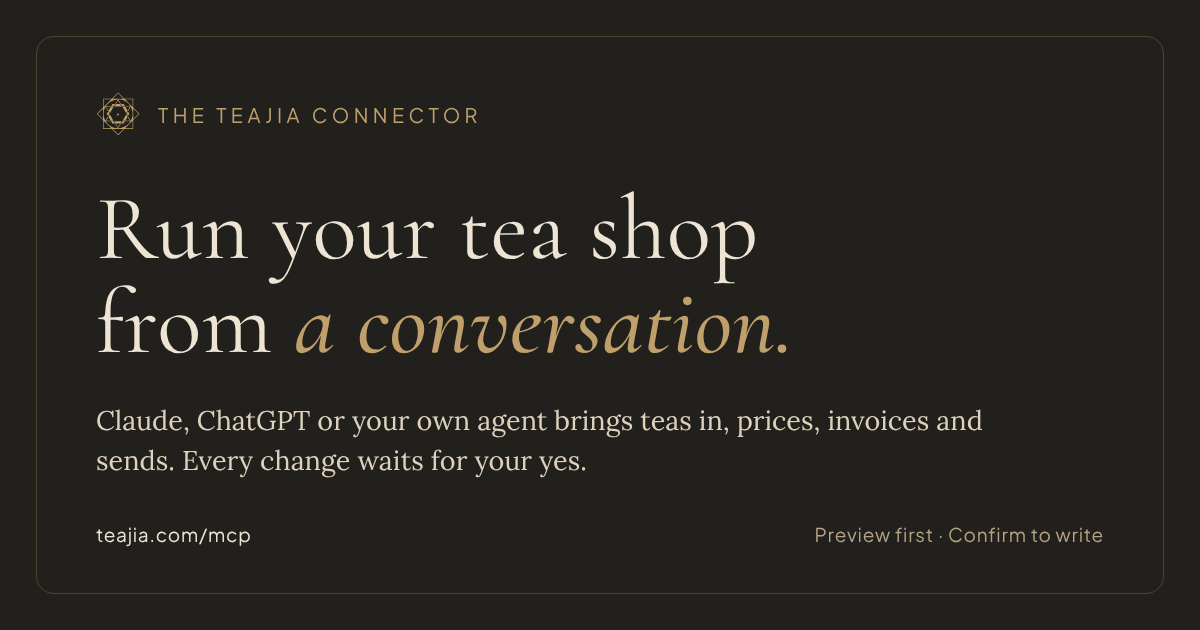 THE TEAJIA CONNECTOR
Run your tea shop
from a conversation.
Claude, ChatGPT or your own agent brings teas in, prices, invoices and
sends. Every change waits for your yes.
teajia.com/mcp
Preview first · Confirm to write